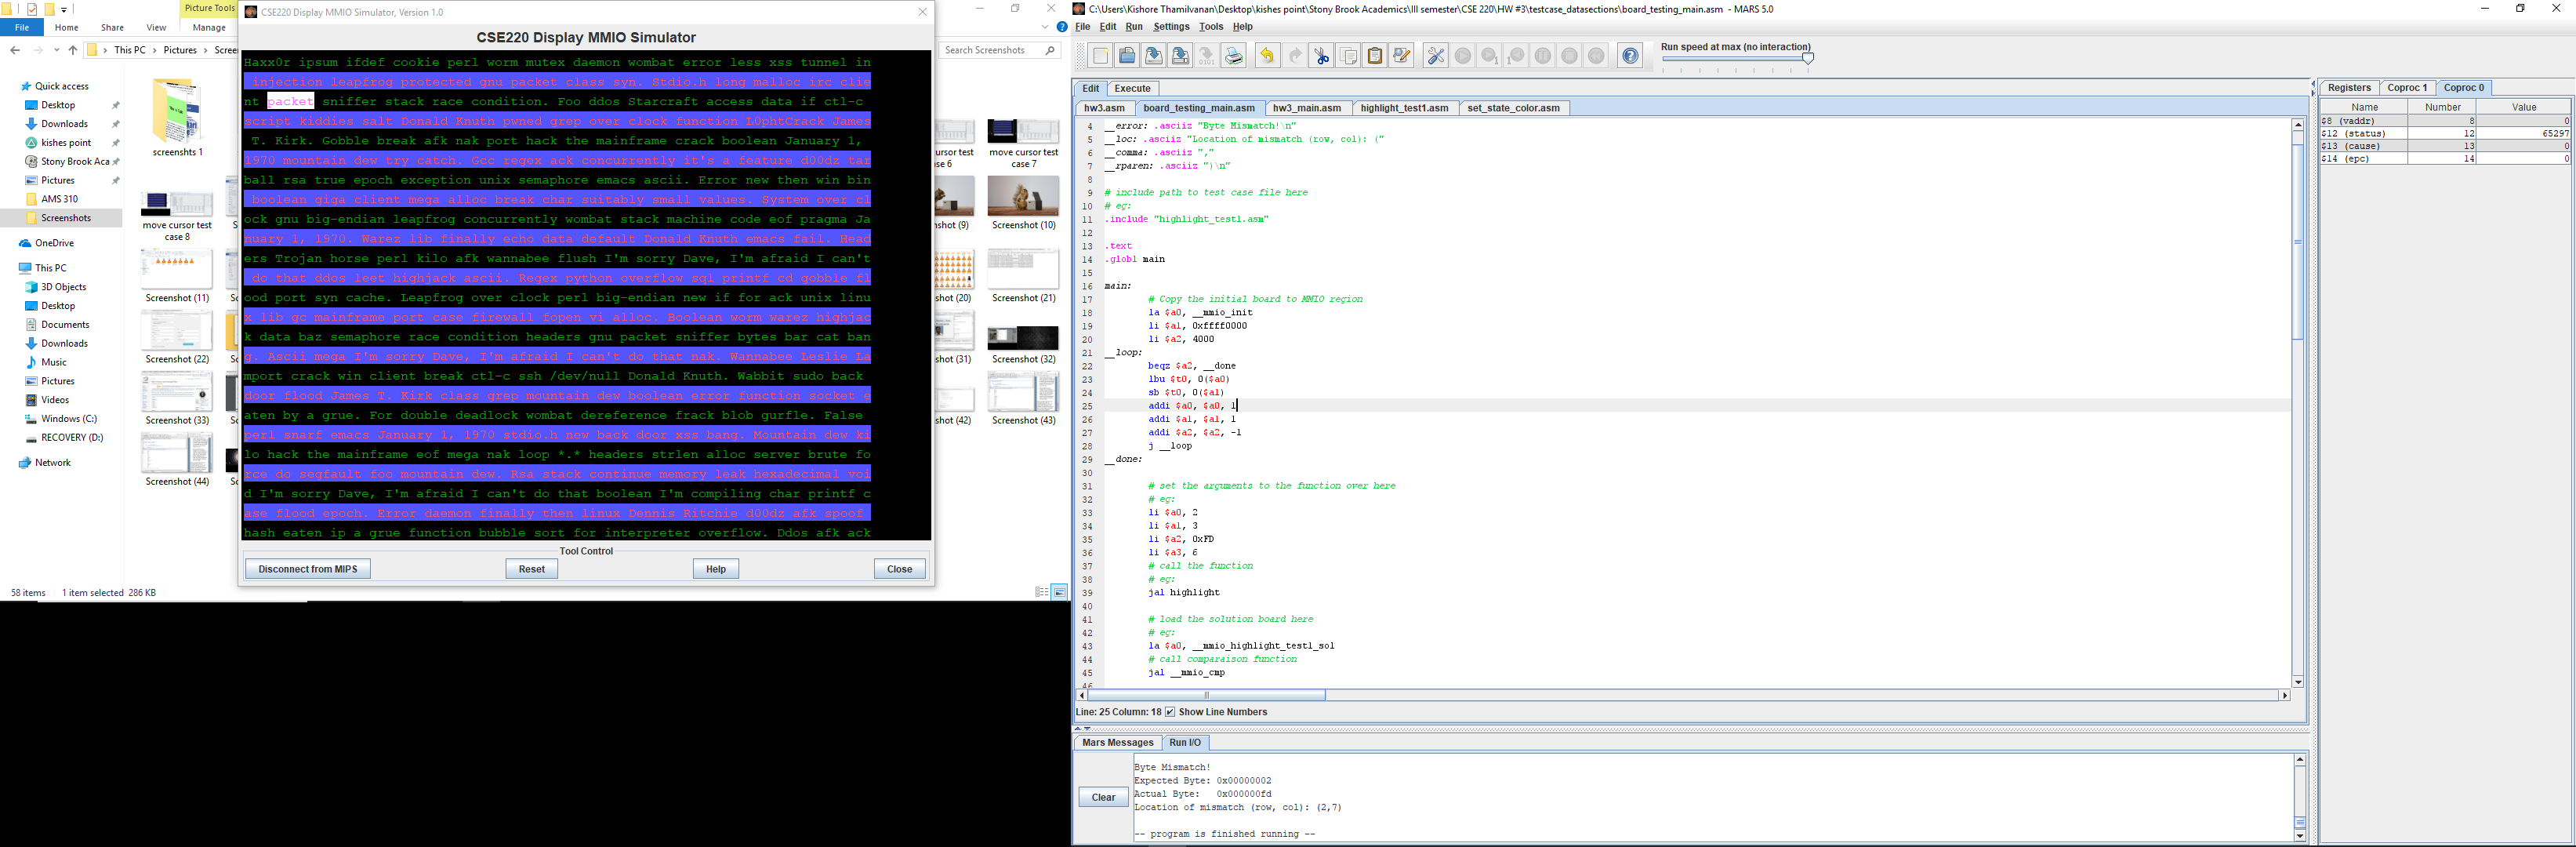 Picture Tools
File
Home
Share
View
Manage
This PC
Pictures
Search Screenshots
Quick access
Desktop
Downloads
kishes point
Stony Brook Aca
Pictures
AMS 310
Screenshots
OneDrive
This PC
3D Objects
Desktop
Documents
Downloads
Music
Pictures
Videos
Windows (C:)
RECOVERY (D:)
Network
screenshts 1
move cursor test
case 8
Screenshot (11)
Screenshot (22)
Screenshot (33)
Screenshot (44)
move cursor test
case 7
Screenshot (10)
Screenshot (21)
Screenshot (32)
Screenshot (43)
58 items 1 item selected 286 KB
CSE220 Display MMIO Simulator, Version 1.0
CSE220 Display MMIO Simulator
Haxx0r ipsum ifdef cookie perl worm mutex daemon wombat error less xss tunnel in
injection leapfrog protected gnu packet class syn. Stdio.h long malloc irc clie
nt packet sniffer stack race condition. Foo ddos Starcraft access data if ctl-c
script kiddies salt Donald Knuth pwned grep over clock function L0phtCrack James
T. Kirk. Gobble break afk nak port hack the mainframe crack boolean January 1,
1970 mountain dew try catch. Gcc regex ack concurrently it's a feature d00dz tar
ball rsa true epoch exception unix semaphore emacs ascii. Error new then win bin
boolean giga client mega alloc break char suitably small values. System over cl
ock gnu big-endian leapfrog concurrently wombat stack machine code eof pragma Ja
nuary 1, 1970. Warez lib finally echo data default Donald Knuth emacs fail. Head
ers Trojan horse perl kilo afk wannabee flush I'm sorry Dave, I'm afraid I can't
do that ddos leet highjack ascii. Regex python overflow sql printf cd gobble fl
ood port syn cache. Leapfrog over clock perl big-endian new if for ack unix linu
x lib gc mainframe port case firewall fopen vi alloc. Boolean worm warez highjac
k data baz semaphore race condition headers gnu packet sniffer bytes bar cat ban
g. Ascii mega I'm sorry Dave, I'm afraid I can't do that nak. Wannabee Leslie La
mport crack win client break ctl-c ssh /dev/null Donald Knuth. Wabbit sudo back
door flood James T. Kirk class grep mountain dew boolean error function socket e
aten by a grue. For double deadlock wombat dereference frack blob gurfle. False
perl snarf emacs January 1, 1970 stdio.h new back door xss bang. Mountain dew ki
lo hack the mainframe eof mega nak loop *.* headers strlen alloc server brute fo
rce do segfault foo mountain dew. Rsa stack continue memory leak hexadecimal voi
d I'm sorry Dave, I'm afraid I can't do that boolean I'm compiling char printf c
ase flood epoch. Error daemon finally then linux Dennis Ritchie d00dz afk spoof
hash eaten ip a grue function bubble sort for interpreter overflow. Ddos afk ack
Tool Control
Disconnect from MIPS
Reset
Help
Close
C:\Users\Kishore Thamilvanan\Desktop\kishes point\Stony Brook Academics\III semester\CSE 220\HW #3\testcase_datasections\board_testing_main.asm - MARS 5.0
File Edit Run Settings Tools Help
Run speed at max (no interaction)
Edit Execute
hw3.asm board_testing_main.asm hw3_main.asm highlight_test1.asm set_state_color.asm
4 __error: .asciiz "Byte Mismatch!\n"
5 __loc: .asciiz "Location of mismatch (row, col): ("
6 __comma: .asciiz ","
7 __rparen: .asciiz ")\n"
8
9 # include path to test case file here
10 # eg:
11 .include "highlight_test1.asm"
12
13 .text
14 .globl main
15
16 main:
17 # Copy the initial board to MMIO region
18 la $a0, __mmio_init
19 li $a1, 0xffff0000
20 li $a2, 4000
21 __loop:
22 beqz $a2, __done
23 lbu $t0, 0($a0)
24 sb $t0, 0($a1)
25 addi $a0, $a0, 1
26 addi $a1, $a1, 1
27 addi $a2, $a2, -1
28 j __loop
29 __done:
30
31 # set the arguments to the function over here
32 # eg:
33 li $a0, 2
34 li $a1, 3
35 li $a2, 0xFD
36 li $a3, 6
37 # call the function
38 # eg:
39 jal highlight
40
41 # load the solution board here
42 # eg:
43 la $a0, __mmio_highlight_test1_sol
44 # call comparaison function
45 jal __mmio_cmp
46
Line: 25 Column: 18 Show Line Numbers
Mars Messages Run I/O
Clear
Byte Mismatch!
Expected Byte: 0x00000002
Actual Byte: 0x000000fd
Location of mismatch (row, col): (2,7)
-- program is finished running --
Registers Coproc 1 Coproc 0
Name Number Value
$8 (vaddr) 8 0
$12 (status) 12 65297
$13 (cause) 13 0
$14 (epc) 14 0